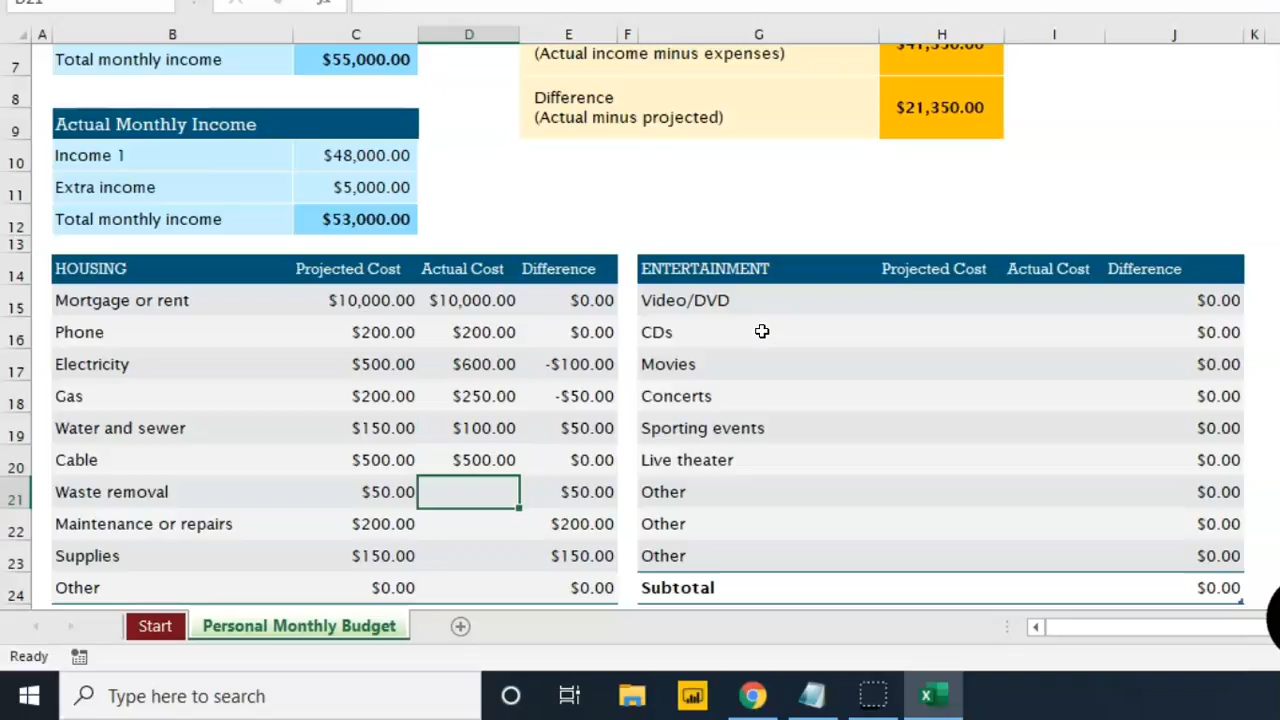 A B C D E F G H I J K
7 Total monthly income $55,000.00 (Actual income minus expenses)
8 Difference
(Actual minus projected) $21,350.00
9 Actual Monthly Income
10 Income 1 $48,000.00
11 Extra income $5,000.00
12 Total monthly income $53,000.00
13
14 HOUSING Projected Cost Actual Cost Difference ENTERTAINMENT Projected Cost Actual Cost Difference
15 Mortgage or rent $10,000.00 $10,000.00 $0.00 Video/DVD $0.00
16 Phone $200.00 $200.00 $0.00 CDs $0.00
17 Electricity $500.00 $600.00 -$100.00 Movies $0.00
18 Gas $200.00 $250.00 -$50.00 Concerts $0.00
19 Water and sewer $150.00 $100.00 $50.00 Sporting events $0.00
20 Cable $500.00 $500.00 $0.00 Live theater $0.00
21 Waste removal $50.00 $50.00 Other $0.00
22 Maintenance or repairs $200.00 $200.00 Other $0.00
23 Supplies $150.00 $150.00 Other $0.00
24 Other $0.00 $0.00 Subtotal $0.00
Start Personal Monthly Budget
Ready
Type here to search